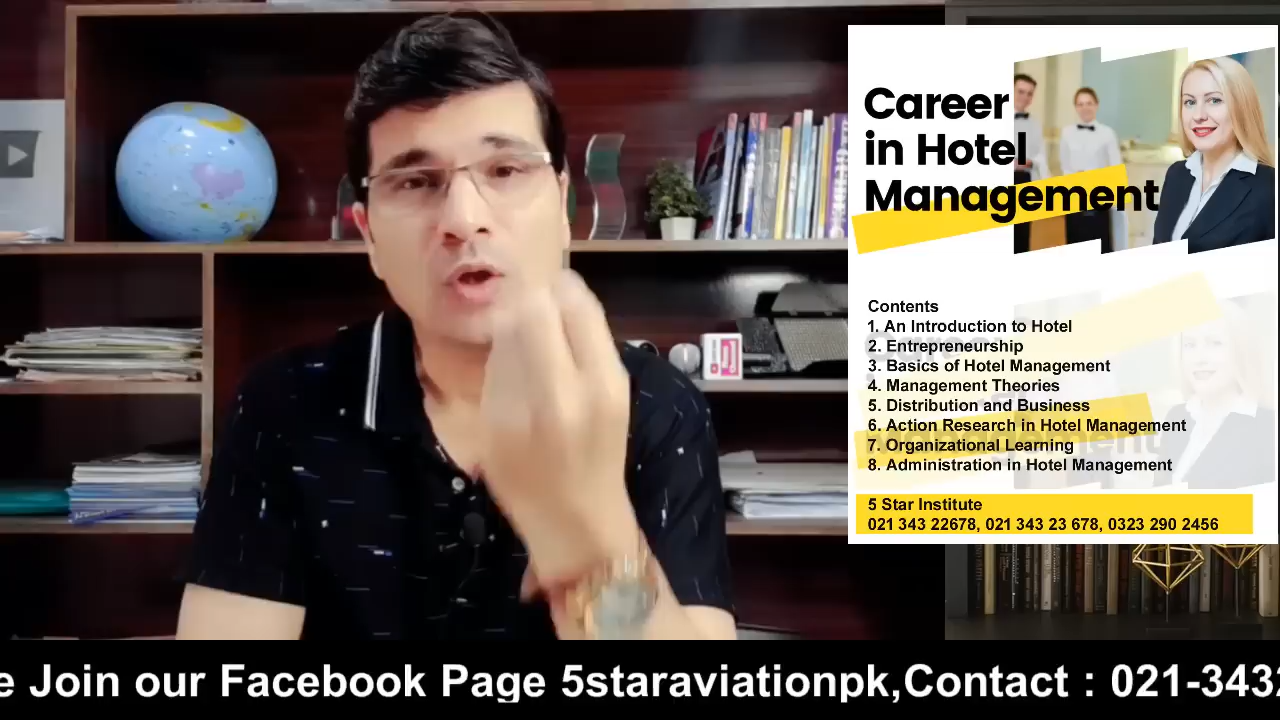 Career
in Hotel
Management
Contents
1. An Introduction to Hotel
2. Entrepreneurship
3. Basics of Hotel Management
4. Management Theories
5. Distribution and Business
6. Action Research in Hotel Management
7. Organizational Learning
8. Administration in Hotel Management
5 Star Institute
021 343 22678, 021 343 23 678, 0323 290 2456
e Join our Facebook Page 5staraviationpk,Contact : 021-3432